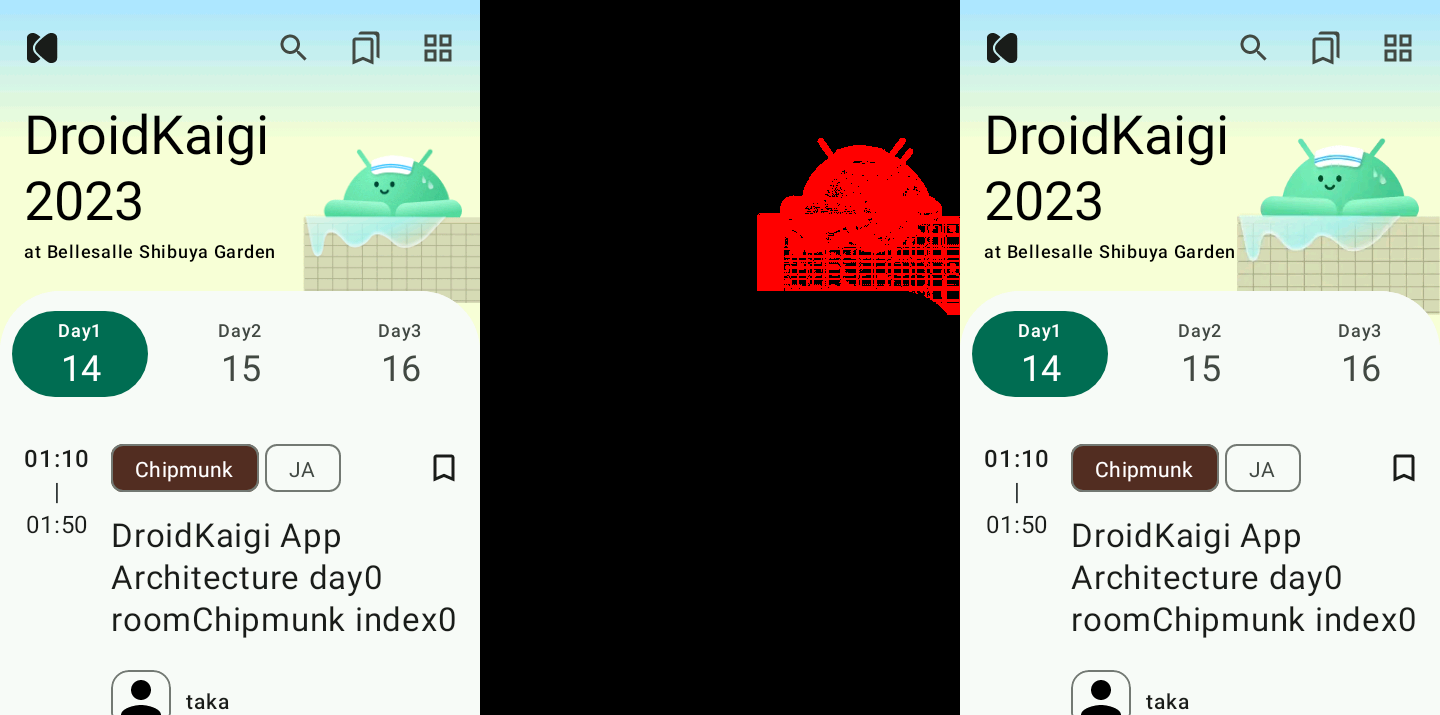 DroidKaigi
2023
at Bellesalle Shibuya Garden
Day1
14
Day2
15
Day3
16
01:10
|
01:50
Chipmunk
JA
DroidKaigi App
Architecture day0
roomChipmunk index0
taka
DroidKaigi
2023
at Bellesalle Shibuya Garden
Day1
14
Day2
15
Day3
16
01:10
|
01:50
Chipmunk
JA
DroidKaigi App
Architecture day0
roomChipmunk index0
taka